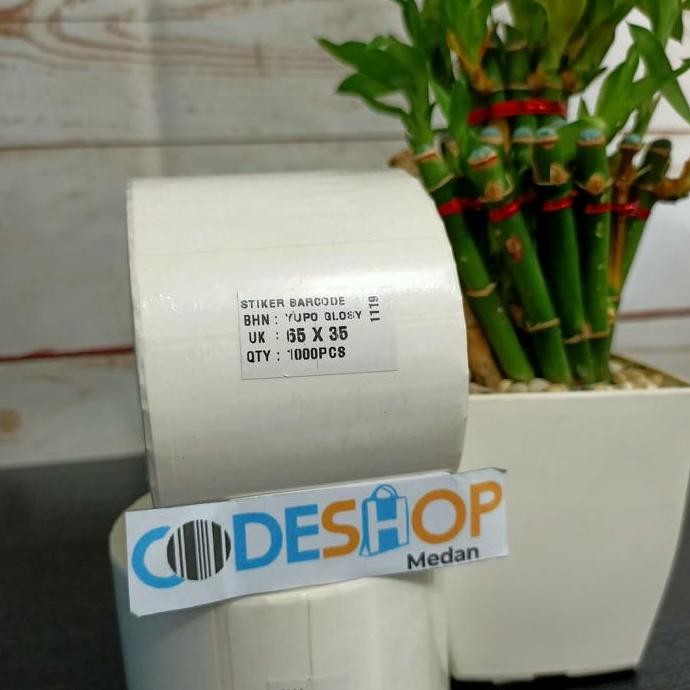 STIKER BARCODE
BHN : YUPO GLOSY
UK : 65 X 35
QTY : 1000PCS
1119
CODESHOP
Medan